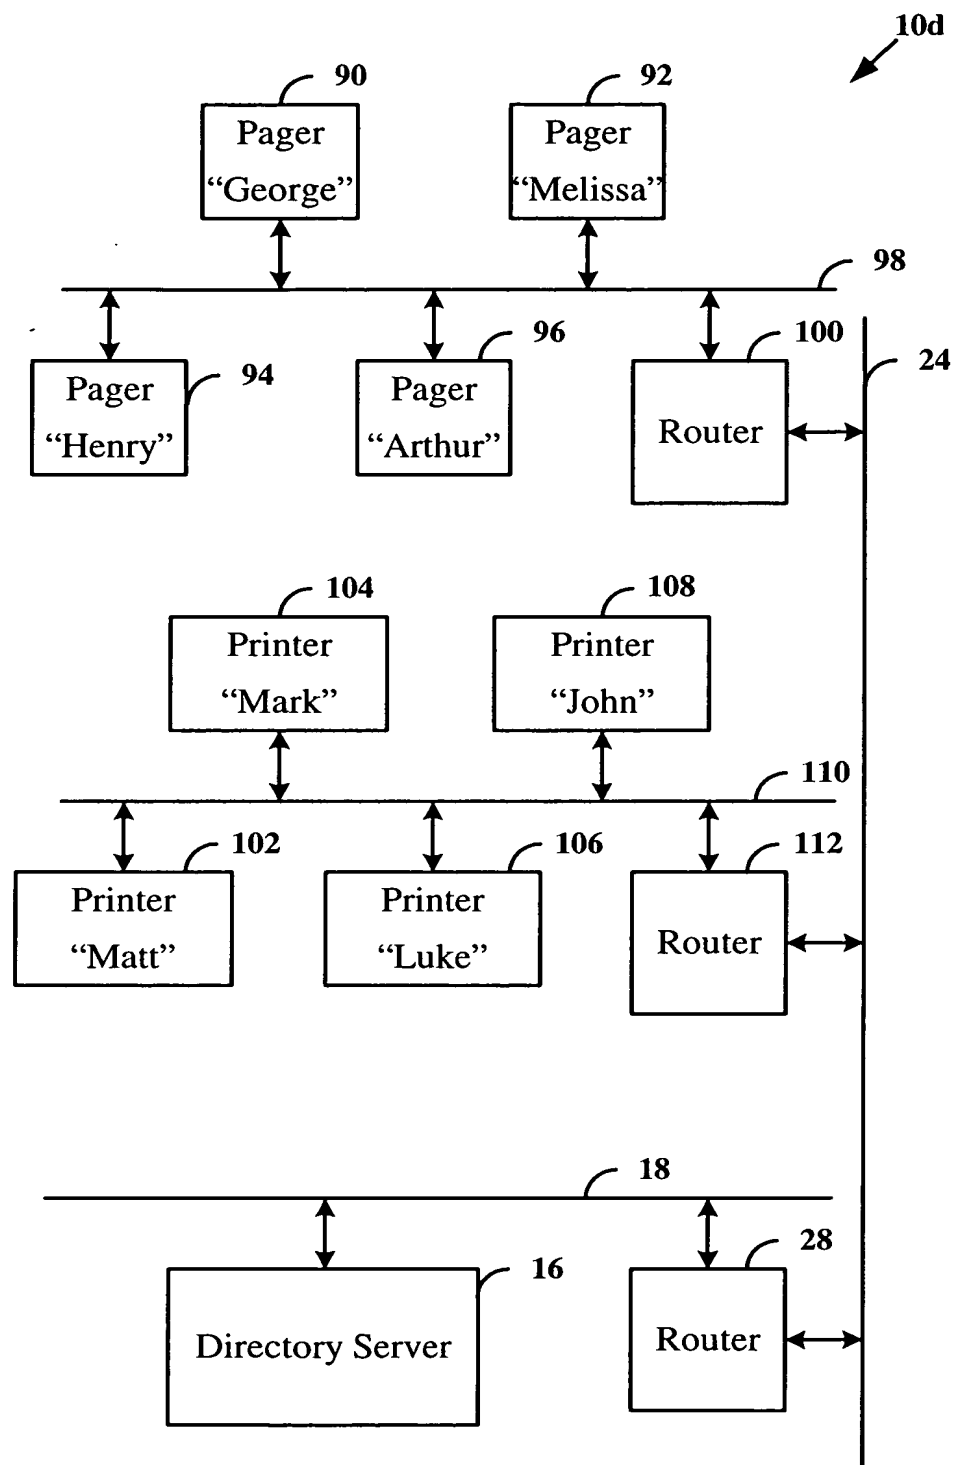 10d
90
92
Pager
“George”
Pager
“Melissa”
98
94
96
100
24
Pager
“Henry”
Pager
“Arthur”
Router
104
108
Printer
“Mark”
Printer
“John”
110
102
106
112
Printer
“Matt”
Printer
“Luke”
Router
18
16
28
Directory Server
Router